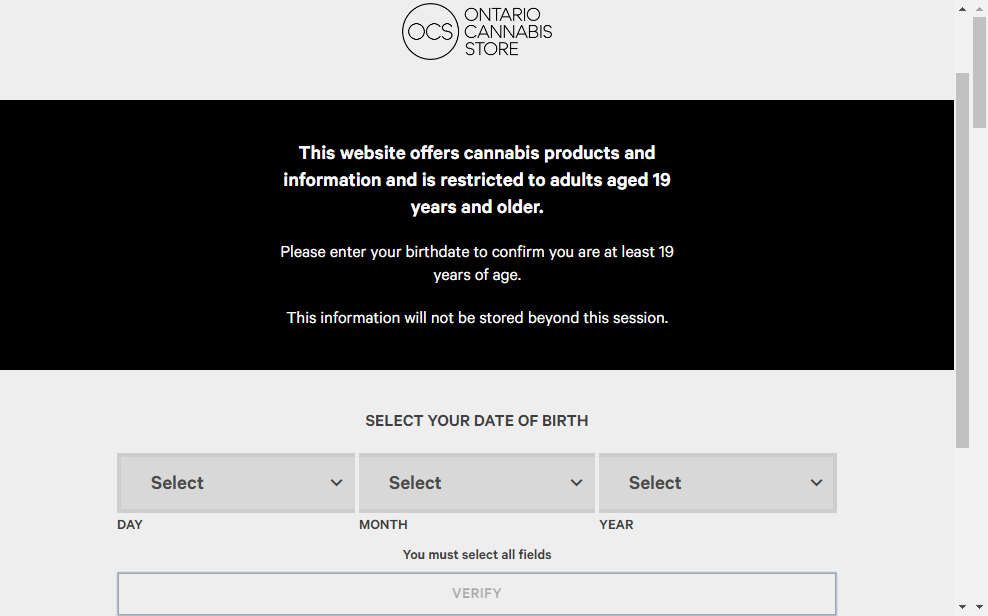 OCS
ONTARIO
CANNABIS
STORE
This website offers cannabis products and
information and is restricted to adults aged 19
years and older.
Please enter your birthdate to confirm you are at least 19
years of age.
This information will not be stored beyond this session.
SELECT YOUR DATE OF BIRTH
Select Select Select
DAY MONTH YEAR
You must select all fields
VERIFY